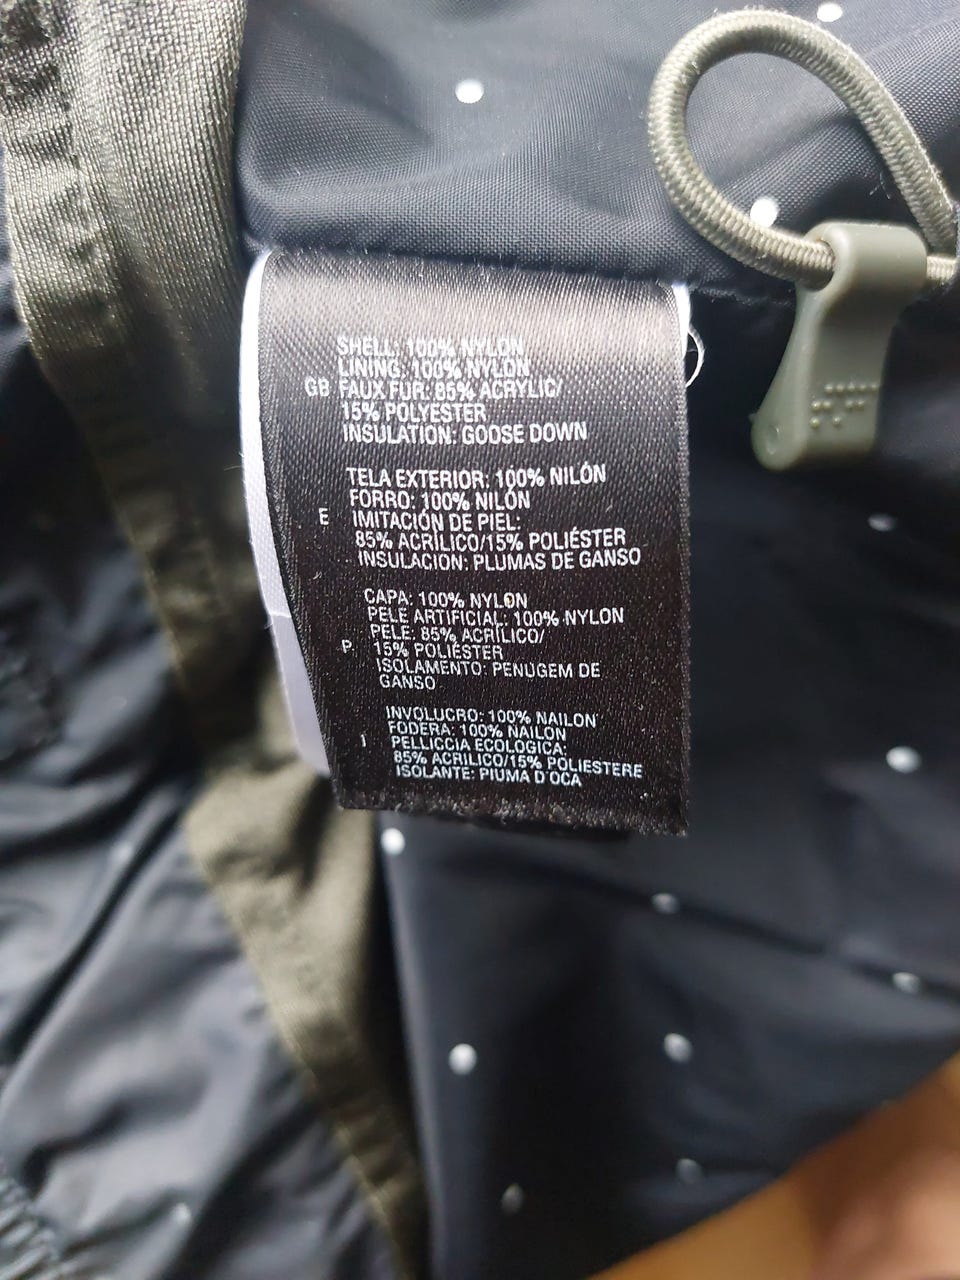 SHELL: 100% NYLON
LINING: 100% NYLON
GB FAUX FUR: 85% ACRYLIC/
15% POLYESTER
INSULATION: GOOSE DOWN
TELA EXTERIOR: 100% NILÓN
FORRO: 100% NILÓN
E IMITACIÓN DE PIEL:
85% ACRÍLICO/15% POLIÉSTER
INSULACION: PLUMAS DE GANSO
CAPA: 100% NYLON
PELE ARTIFICIAL: 100% NYLON
PELE: 85% ACRÍLICO/
P 15% POLIÉSTER
ISOLAMENTO: PENUGEM DE
GANSO
INVOLUCRO: 100% NAILON
FODERA: 100% NAILON
I PELLICCIA ECOLOGICA:
85% ACRILICO/15% POLIESTERE
ISOLANTE: PIUMA D'OCA